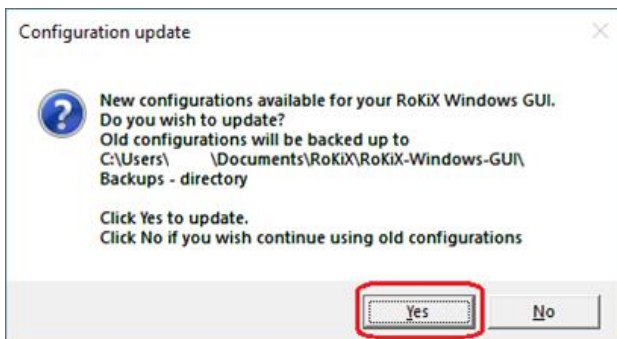 Configuration update
New configurations available for your RoKiX Windows GUI.
Do you wish to update?
Old configurations will be backed up to
C:\Users\ \Documents\RoKiX\RoKiX-Windows-GUI\
Backups - directory
Click Yes to update.
Click No if you wish continue using old configurations
Yes No